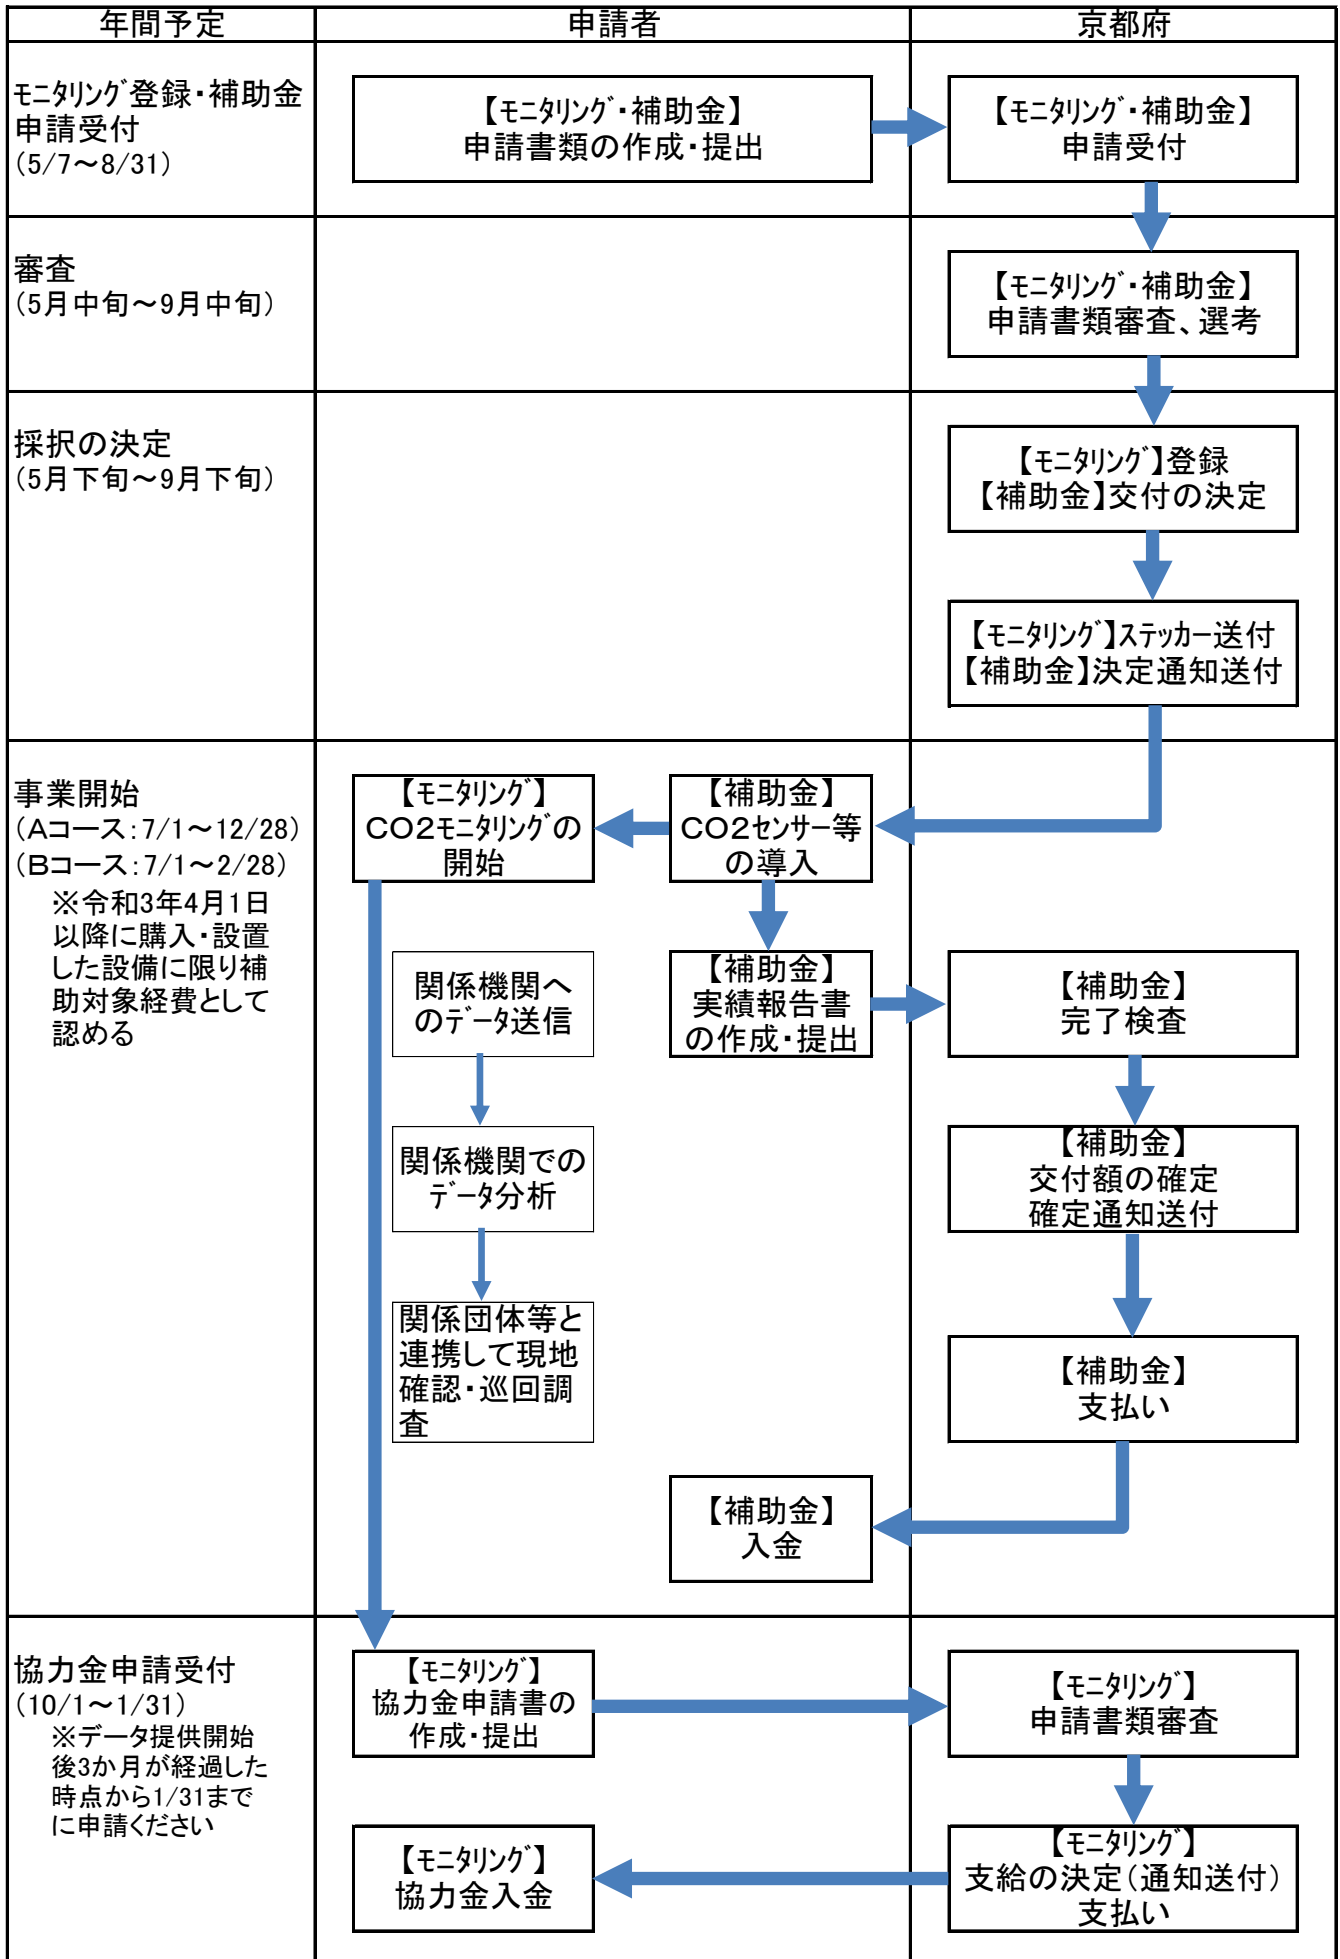 年間予定
申請者
京都府
ﾓﾆﾀﾘﾝｸﾞ登録・補助金
申請受付
（5/7～8/31）
【ﾓﾆﾀﾘﾝｸﾞ・補助金】
申請書類の作成・提出
【ﾓﾆﾀﾘﾝｸﾞ・補助金】
申請受付
審査
（5月中旬～9月中旬）
【ﾓﾆﾀﾘﾝｸﾞ・補助金】
申請書類審査、選考
採択の決定
（5月下旬～9月下旬）
【ﾓﾆﾀﾘﾝｸﾞ】登録
【補助金】交付の決定
【ﾓﾆﾀﾘﾝｸﾞ】ｽﾃｯｶｰ送付
【補助金】決定通知送付
事業開始
（Aコース：7/1～12/28）
（Bコース：7/1～2/28）
※令和3年4月1日
以降に購入・設置
した設備に限り補
助対象経費として
認める
【ﾓﾆﾀﾘﾝｸﾞ】
CO2ﾓﾆﾀﾘﾝｸﾞの
開始
【補助金】
CO2ｾﾝｻｰ等
の導入
関係機関へ
のﾃﾞｰﾀ送信
【補助金】
実績報告書
の作成・提出
【補助金】
完了検査
関係機関での
ﾃﾞｰﾀ分析
【補助金】
交付額の確定
確定通知送付
関係団体等と
連携して現地
確認・巡回調
査
【補助金】
支払い
【補助金】
入金
協力金申請受付
（10/1～1/31）
※データ提供開始
後3か月が経過した
時点から1/31まで
に申請ください
【ﾓﾆﾀﾘﾝｸﾞ】
協力金申請書の
作成・提出
【ﾓﾆﾀﾘﾝｸﾞ】
申請書類審査
【ﾓﾆﾀﾘﾝｸﾞ】
協力金入金
【ﾓﾆﾀﾘﾝｸﾞ】
支給の決定（通知送付）
支払い